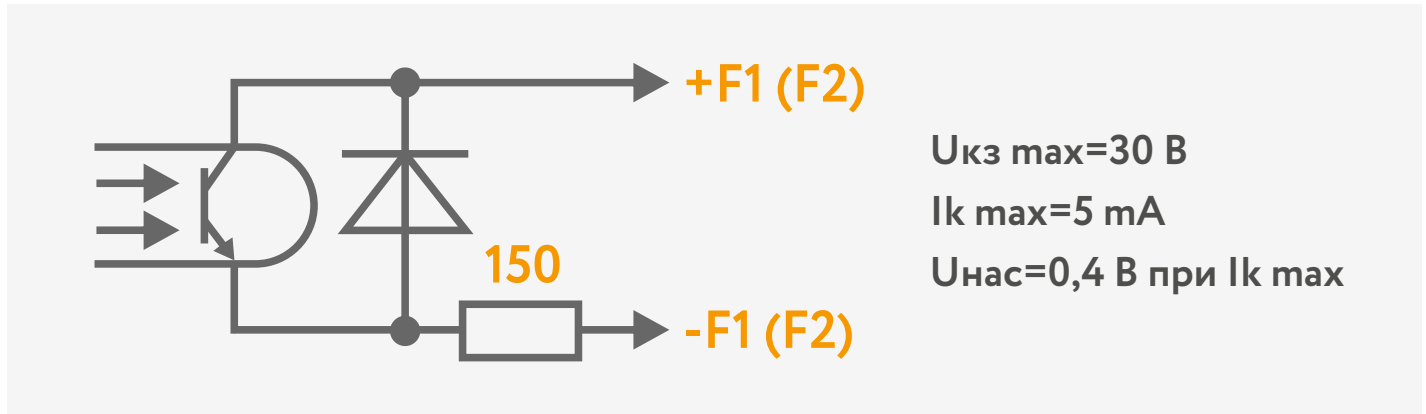 +F1 (F2)
Uкз max=30 В
Ik max=5 mA
150
Uнас=0,4 В при Ik max
-F1 (F2)